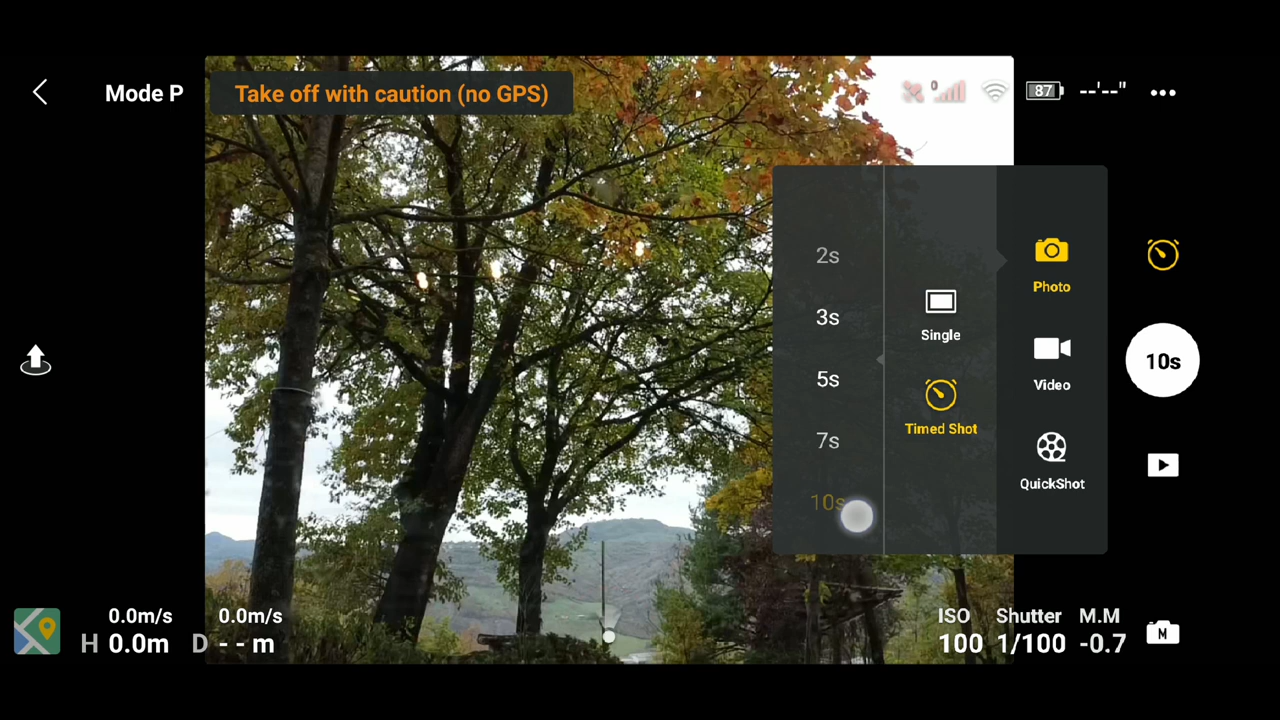 Mode P
Take off with caution (no GPS)
0
87
--'--"
2s
3s
5s
7s
10s
Single
Timed Shot
Photo
Video
QuickShot
10s
0.0m/s
0.0m/s
H 0.0m
D - - m
ISO
100
Shutter
1/100
M.M
-0.7
M